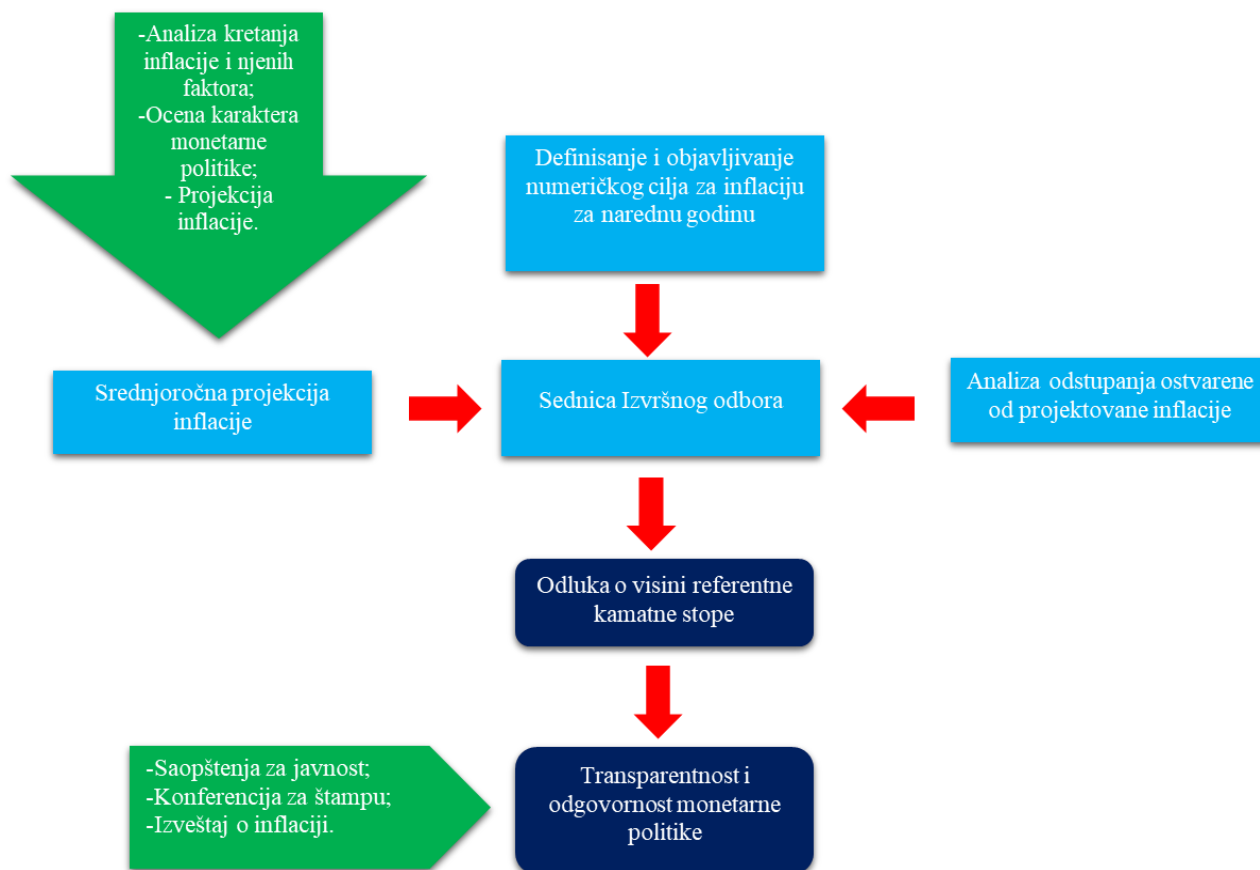 -Analiza kretanja
inflacije i njenih
faktora;
-Ocena karaktera
monetarne
politike;
- Projekcija
inflacije.
Definisanje i objavljivanje
numeričkog cilja za inflaciju
za narednu godinu
Srednjoročna projekcija
inflacije
Sednica Izvršnog odbora
Analiza odstupanja ostvarene
od projektovane inflacije
Odluka o visini referentne
kamatne stope
-Saopštenja za javnost;
-Konferencija za štampu;
-Izveštaj o inflaciji.
Transparentnost i
odgovornost monetarne
politike